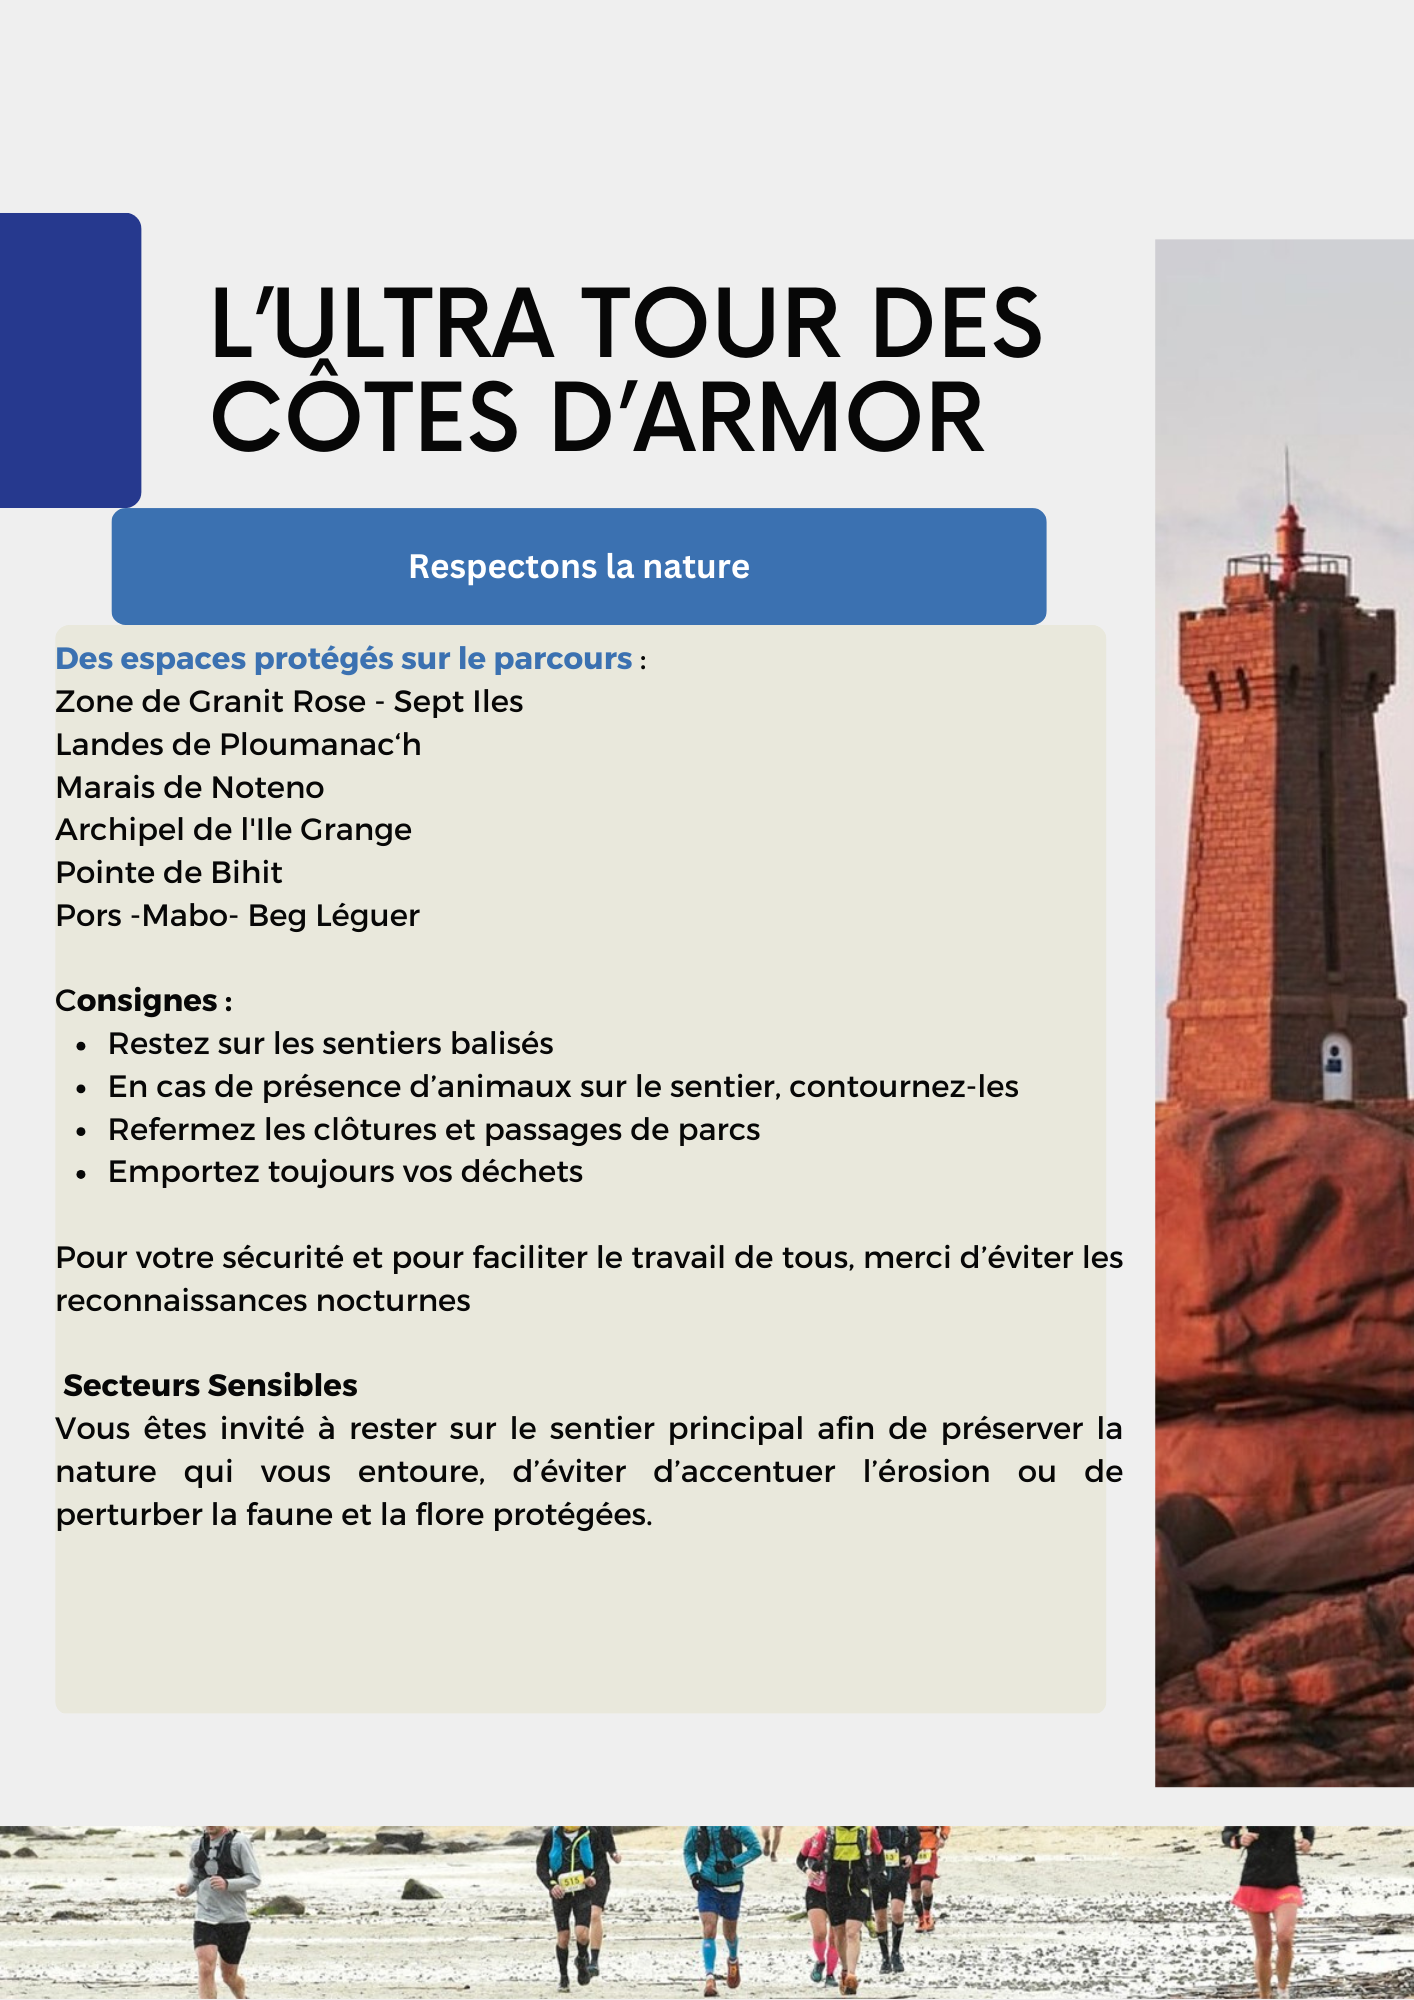 L’ULTRA TOUR DES
CÔTES D’ARMOR
Respectons la nature
Des espaces protégés sur le parcours :
Zone de Granit Rose - Sept Iles
Landes de Ploumanac‘h
Marais de Noteno
Archipel de l'Ile Grange
Pointe de Bihit
Pors -Mabo- Beg Léguer
Consignes :
• Restez sur les sentiers balisés
• En cas de présence d’animaux sur le sentier, contournez-les
• Refermez les clôtures et passages de parcs
• Emportez toujours vos déchets
Pour votre sécurité et pour faciliter le travail de tous, merci d’éviter les
reconnaissances nocturnes
Secteurs Sensibles
Vous êtes invité à rester sur le sentier principal afin de préserver la
nature qui vous entoure, d’éviter d’accentuer l’érosion ou de
perturber la faune et la flore protégées.
515